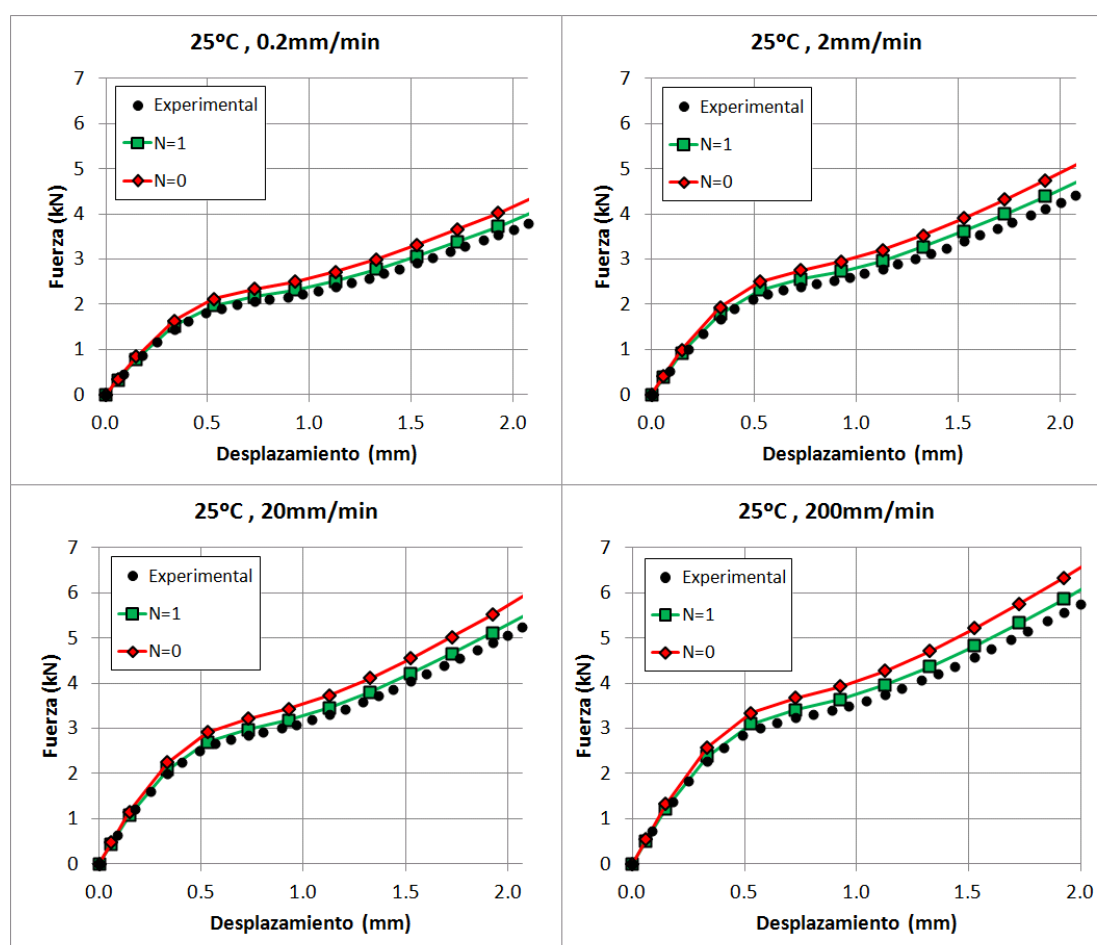 25ºC , 0.2mm/min
7
6
5
4
3
2
1
0
Fuerza (kN)
Experimental
N=1
N=0
0.0 0.5 1.0 1.5 2.0
Desplazamiento (mm)
25ºC , 2mm/min
7
6
5
4
3
2
1
0
Fuerza (kN)
Experimental
N=1
N=0
0.0 0.5 1.0 1.5 2.0
Desplazamiento (mm)
25ºC , 20mm/min
7
6
5
4
3
2
1
0
Fuerza (kN)
Experimental
N=1
N=0
0.0 0.5 1.0 1.5 2.0
Desplazamiento (mm)
25ºC , 200mm/min
7
6
5
4
3
2
1
0
Fuerza (kN)
Experimental
N=1
N=0
0.0 0.5 1.0 1.5 2.0
Desplazamiento (mm)